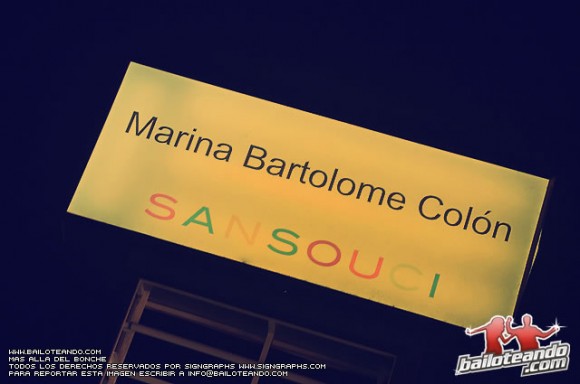 Marina Bartolome Colón
SANSOUCI
WWW.BAILOTEANDO.COM
MAS ALLA DEL BONCHE
TODOS LOS DERECHOS RESERVADOS POR SIGNGRAPHS WWW.SIGNGRAPHS.COM
PARA REPORTAR ESTA IMAGEN ESCRIBIR A INFO@BAILOTEANDO.COM
bailoteando
.com